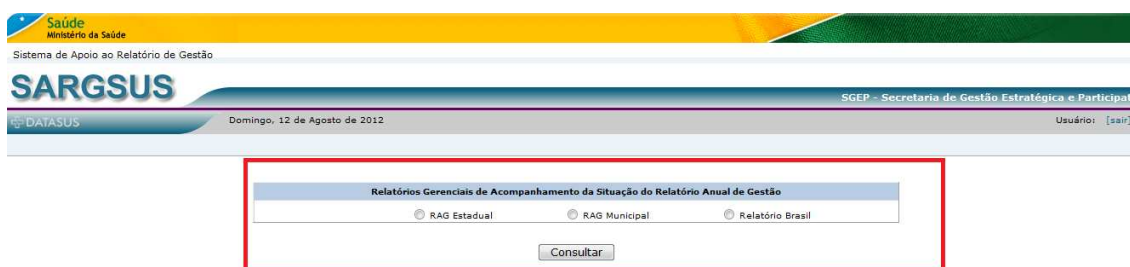 Saúde
Ministério da Saúde
Sistema de Apoio ao Relatório de Gestão
SARGSUS
SGEP - Secretaria de Gestão Estratégica e Participat
DATASUS
Domingo, 12 de Agosto de 2012
Usuário: [sair]
Relatórios Gerenciais de Acompanhamento da Situação do Relatório Anual de Gestão
RAG Estadual RAG Municipal Relatório Brasil
Consultar